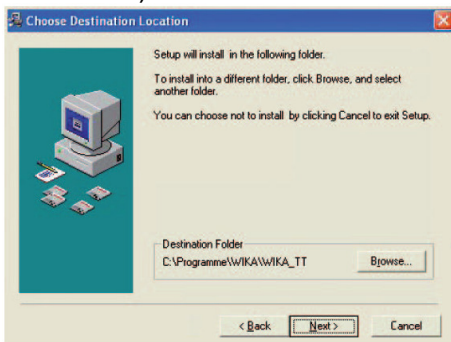 Choose Destination Location
Setup will install in the following folder.
To install into a different folder, click Browse, and select
another folder.
You can choose not to install by clicking Cancel to exit Setup.
Destination Folder
C:\Programme\WIKA\WIKA_TT
Browse...
< Back
Next >
Cancel